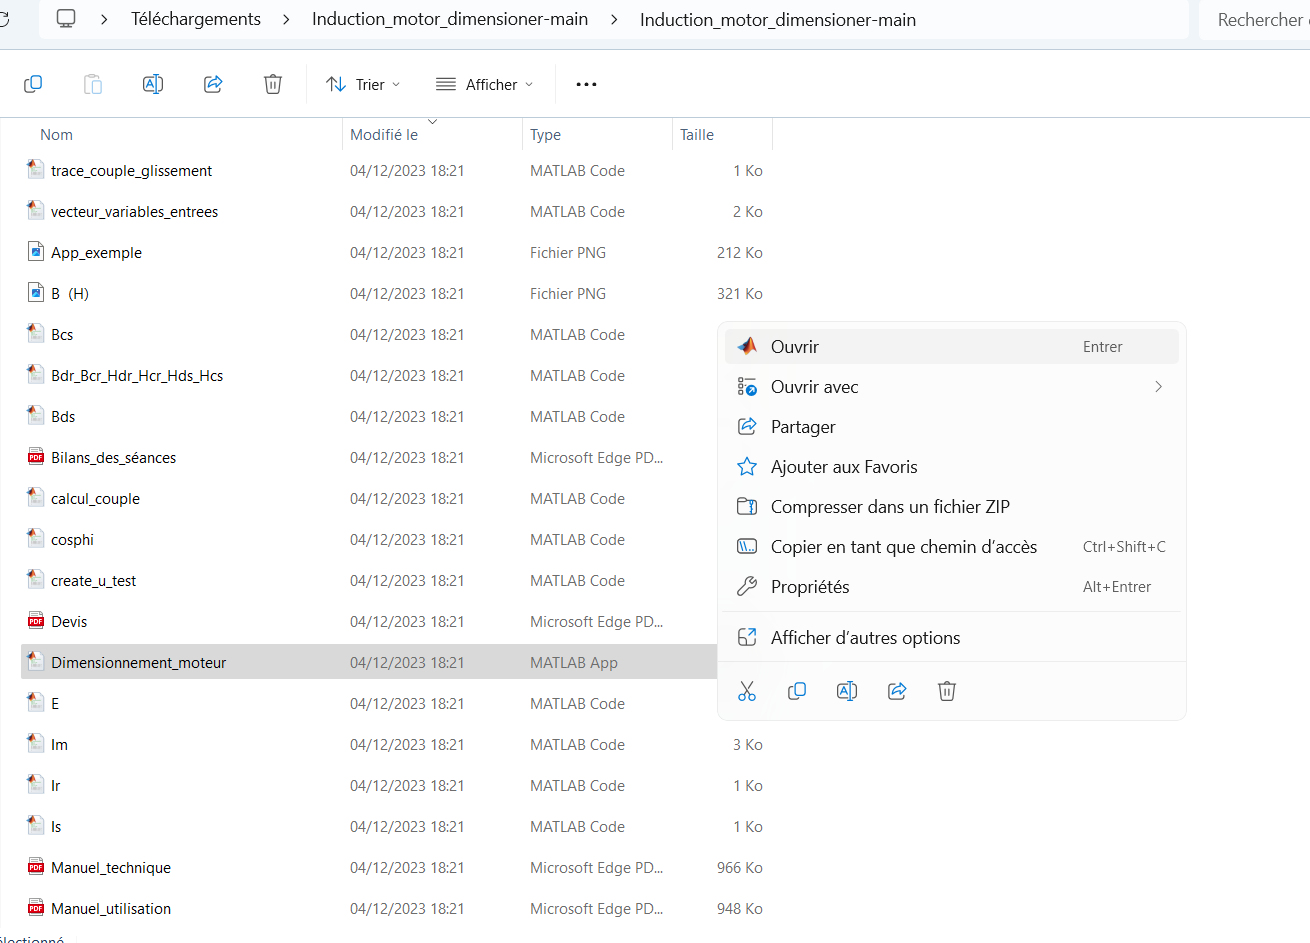 Téléchargements > Induction_motor_dimensioner-main > Induction_motor_dimensioner-main Rechercher
Trier Afficher
Nom Modifié le Type Taille
trace_couple_glissement 04/12/2023 18:21 MATLAB Code 1 Ko
vecteur_variables_entrees 04/12/2023 18:21 MATLAB Code 2 Ko
App_exemple 04/12/2023 18:21 Fichier PNG 212 Ko
B (H) 04/12/2023 18:21 Fichier PNG 321 Ko
Bcs 04/12/2023 18:21 MATLAB Code
Bdr_Bcr_Hdr_Hcr_Hds_Hcs 04/12/2023 18:21 MATLAB Code
Bds 04/12/2023 18:21 MATLAB Code
Bilans_des_séances 04/12/2023 18:21 Microsoft Edge PD...
calcul_couple 04/12/2023 18:21 MATLAB Code
cosphi 04/12/2023 18:21 MATLAB Code
create_u_test 04/12/2023 18:21 MATLAB Code
Devis 04/12/2023 18:21 Microsoft Edge PD...
Dimensionnement_moteur 04/12/2023 18:21 MATLAB App
E 04/12/2023 18:21 MATLAB Code
Im 04/12/2023 18:21 MATLAB Code 3 Ko
Ir 04/12/2023 18:21 MATLAB Code 1 Ko
Is 04/12/2023 18:21 MATLAB Code 1 Ko
Manuel_technique 04/12/2023 18:21 Microsoft Edge PD... 966 Ko
Manuel_utilisation 04/12/2023 18:21 Microsoft Edge PD... 948 Ko
Ouvrir Entrer
Ouvrir avec
Partager
Ajouter aux Favoris
Compresser dans un fichier ZIP
Copier en tant que chemin d’accès Ctrl+Shift+C
Propriétés Alt+Entrer
Afficher d’autres options